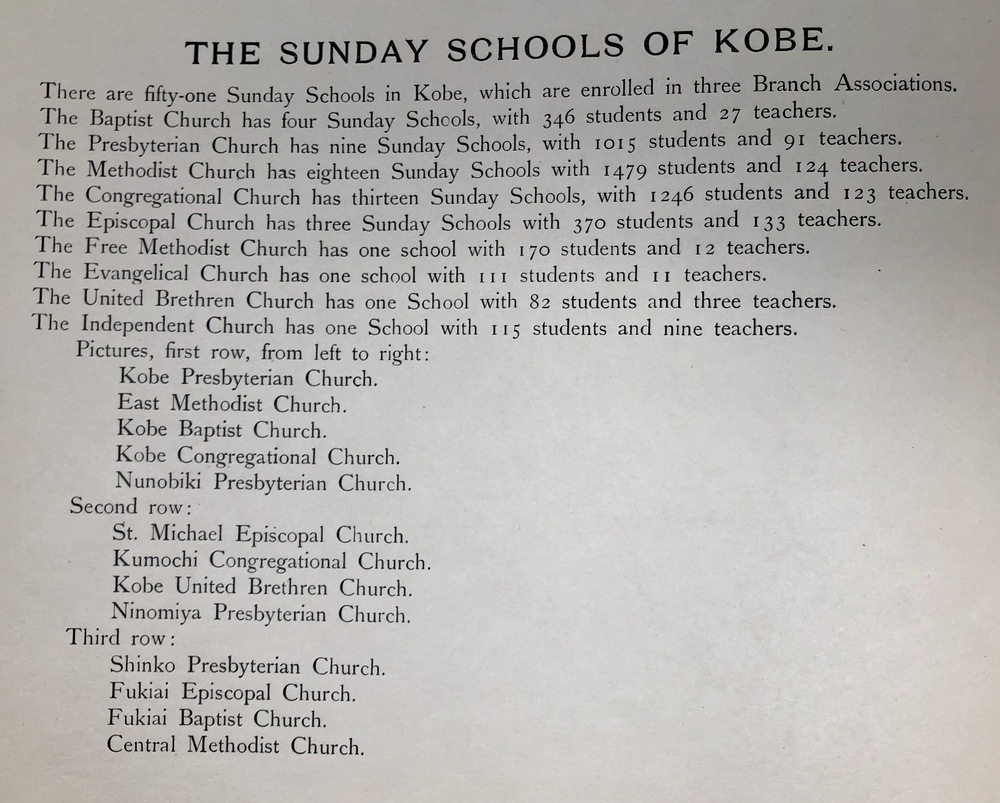 THE SUNDAY SCHOOLS OF KOBE.
There are fifty-one Sunday Schools in Kobe, which are enrolled in three Branch Associations.
The Baptist Church has four Sunday Schools, with 346 students and 27 teachers.
The Presbyterian Church has nine Sunday Schools, with 1015 students and 91 teachers.
The Methodist Church has eighteen Sunday Schools with 1479 students and 124 teachers.
The Congregational Church has thirteen Sunday Schools, with 1246 students and 123 teachers.
The Episcopal Church has three Sunday Schools with 370 students and 133 teachers.
The Free Methodist Church has one school with 170 students and 12 teachers.
The Evangelical Church has one school with 111 students and 11 teachers.
The United Brethren Church has one School with 82 students and three teachers.
The Independent Church has one School with 115 students and nine teachers.
Pictures, first row, from left to right:
Kobe Presbyterian Church.
East Methodist Church.
Kobe Baptist Church.
Kobe Congregational Church.
Nunobiki Presbyterian Church.
Second row:
St. Michael Episcopal Church.
Kumochi Congregational Church.
Kobe United Brethren Church.
Ninomiya Presbyterian Church.
Third row:
Shinko Presbyterian Church.
Fukiai Episcopal Church.
Fukiai Baptist Church.
Central Methodist Church.